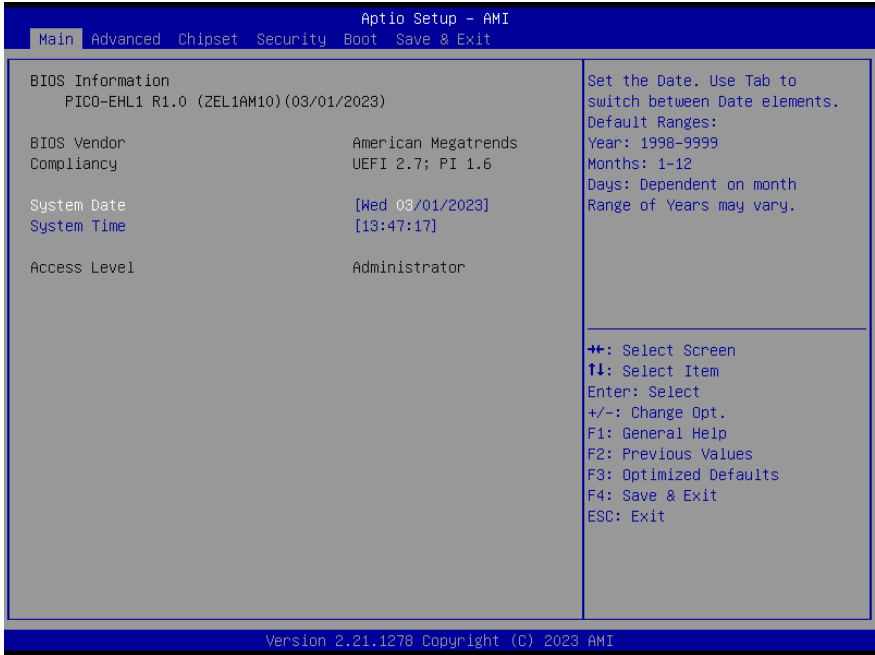 Aptio Setup - AMI
Main Advanced Chipset Security Boot Save & Exit
BIOS Information
PICO-EHL1 R1.0 (ZEL1AM10)(03/01/2023)
BIOS Vendor American Megatrends
Compliancy UEFI 2.7; PI 1.6
System Date [Wed 03/01/2023]
System Time [13:47:17]
Access Level Administrator
Set the Date. Use Tab to
switch between Date elements.
Default Ranges:
Year: 1998-9999
Months: 1-12
Days: Dependent on month
Range of Years may vary.
→←: Select Screen
↑↓: Select Item
Enter: Select
+/-: Change Opt.
F1: General Help
F2: Previous Values
F3: Optimized Defaults
F4: Save & Exit
ESC: Exit
Version 2.21.1278 Copyright (C) 2023 AMI